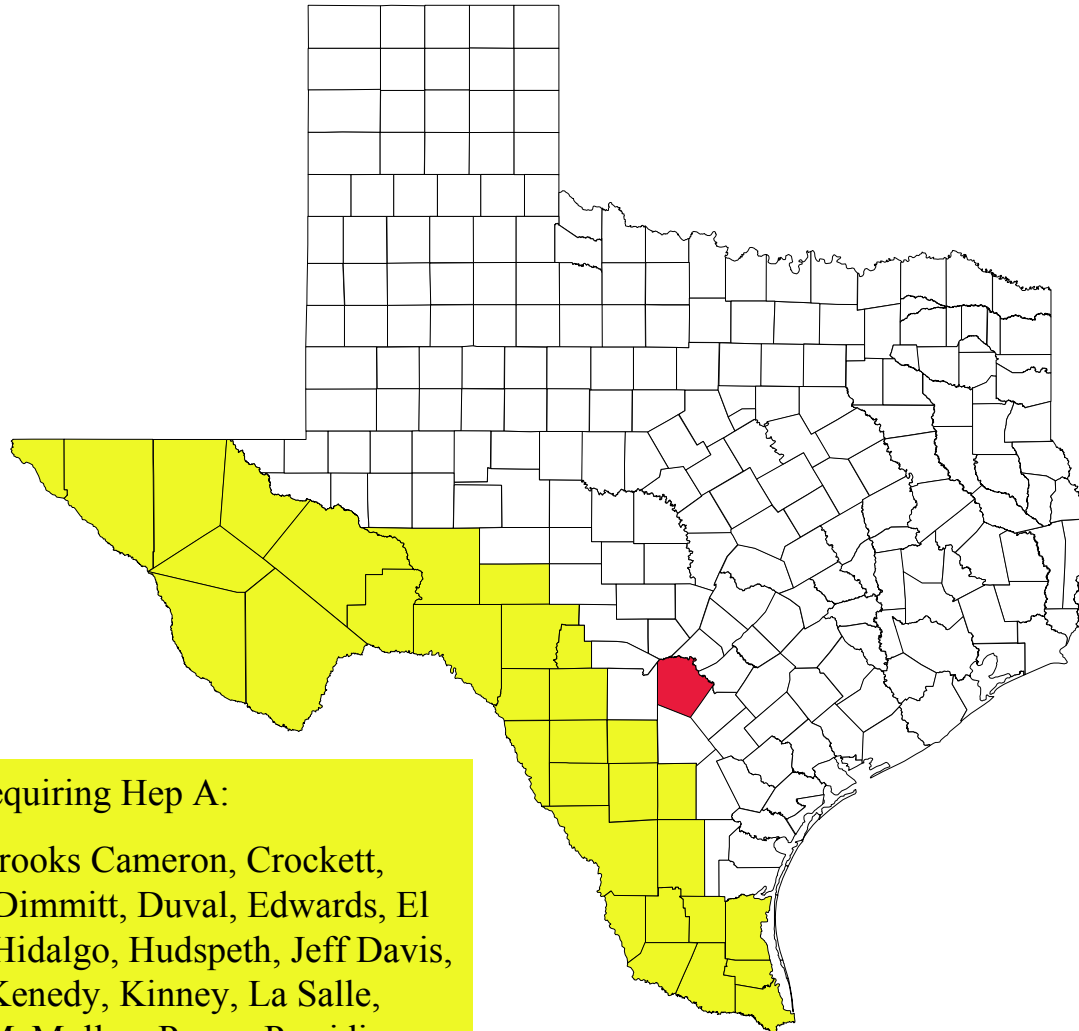 equiring Hep A:
rooks Cameron, Crockett,
Dimmitt, Duval, Edwards, El
Hidalgo, Hudspeth, Jeff Davis,
Kenedy, Kinney, La Salle,